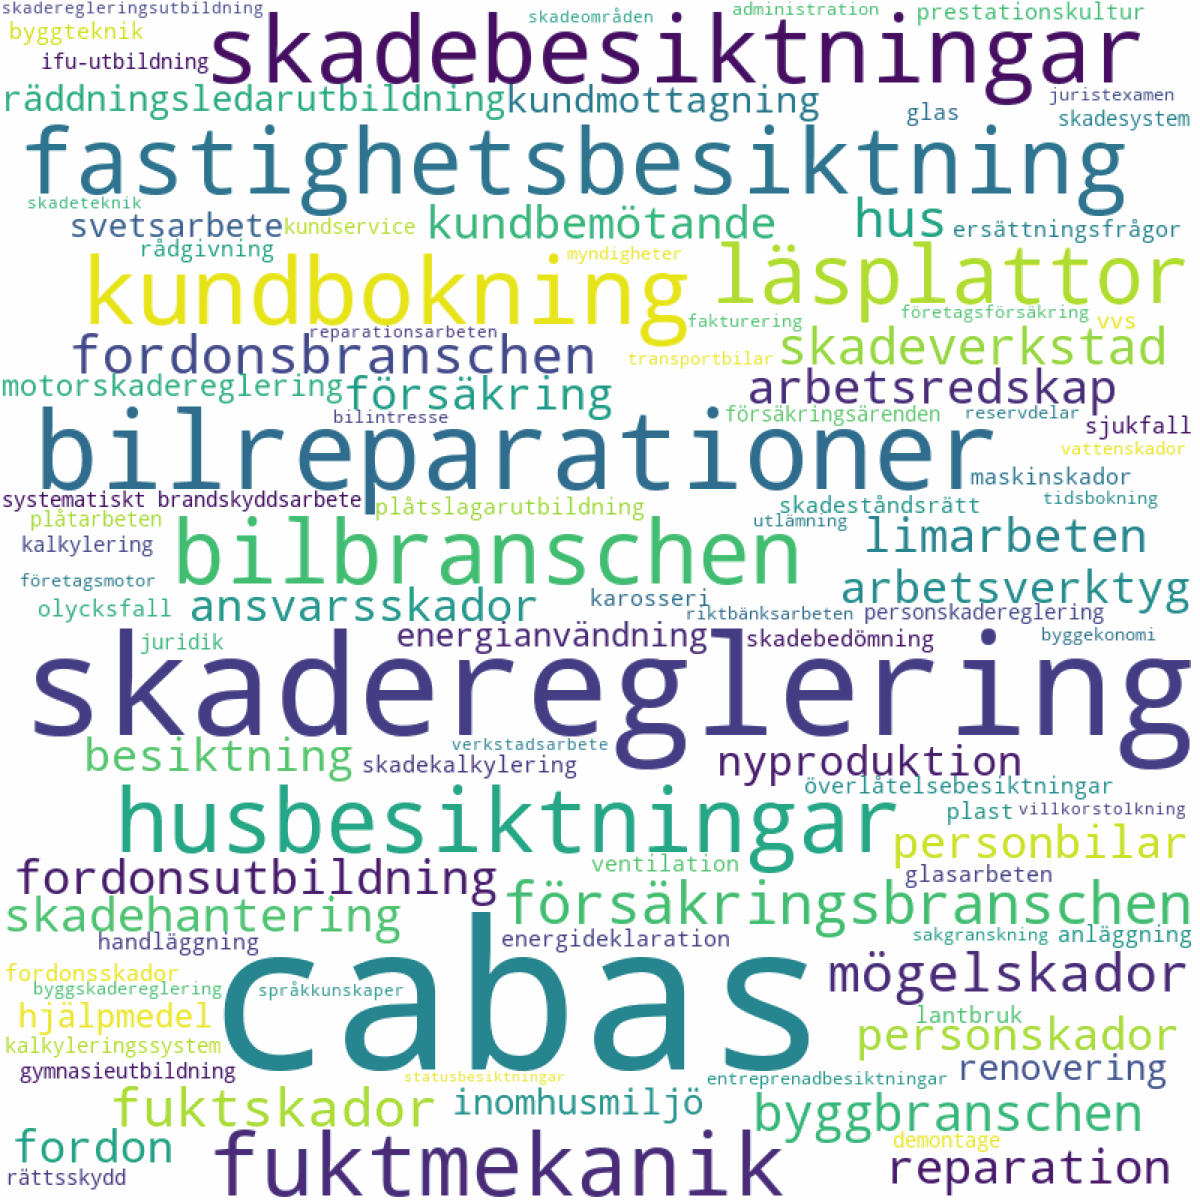 skaderegleringsutbildning
skadeområden
administration
prestationskultur
byggteknik
skadebesiktningar
ifu-utbildning
räddningsledarutbildning
kundmottagning
glas
juristexamen
skadesystem
fastighetsbesiktning
skadeteknik
svetsarbete
kundservice
kundbemötande
hus
ersättningsfrågor
rådgivning
myndigheter
kundbokning
läsplattor
företagsförsäkring
fakturering
vvs
reparationsarbeten
fordonsbranschen
transportbilar
skadeverkstad
motorskadereglering
försäkring
arbetsredskap
bilintresse
försäkringsärenden
reservdelar
sjukfall
bilreparationer
vattenskador
maskinskador
systematiskt brandskyddsarbete
plåtslagarutbildning
skadeståndsrätt
tidsbokning
plåtarbeten
utlämning
limarbeten
kalkylering
bilbranschen
företagsmotor
arbetsverktyg
olycksfall
ansvarsskador
karosseri
riktbänksarbeten
personskadereglering
juridik
energianvändning
skadebedömning
byggekonomi
skadereglering
besiktning
verkstadsarbete
skadekalkylering
nyproduktion
överlåtelsebesiktningar
husbesiktningar
plast
villkorstolkning
personbilar
fordonsutbildning
ventilation
glasarbeten
skadehantering
försäkringsbranschen
handläggning
energideklaration
sakgranskning
anläggning
fordonsskador
cabas
mögelskador
byggskadereglering
språkkunskaper
hjälpmedel
lantbruk
personskador
kalkyleringssystem
gymnasieutbildning
statusbesiktningar
entreprenadbesiktningar
renovering
fuktskador
inomhusmiljö
byggbranschen
fordon
fuktmekanik
demontage
reparation
rättsskydd